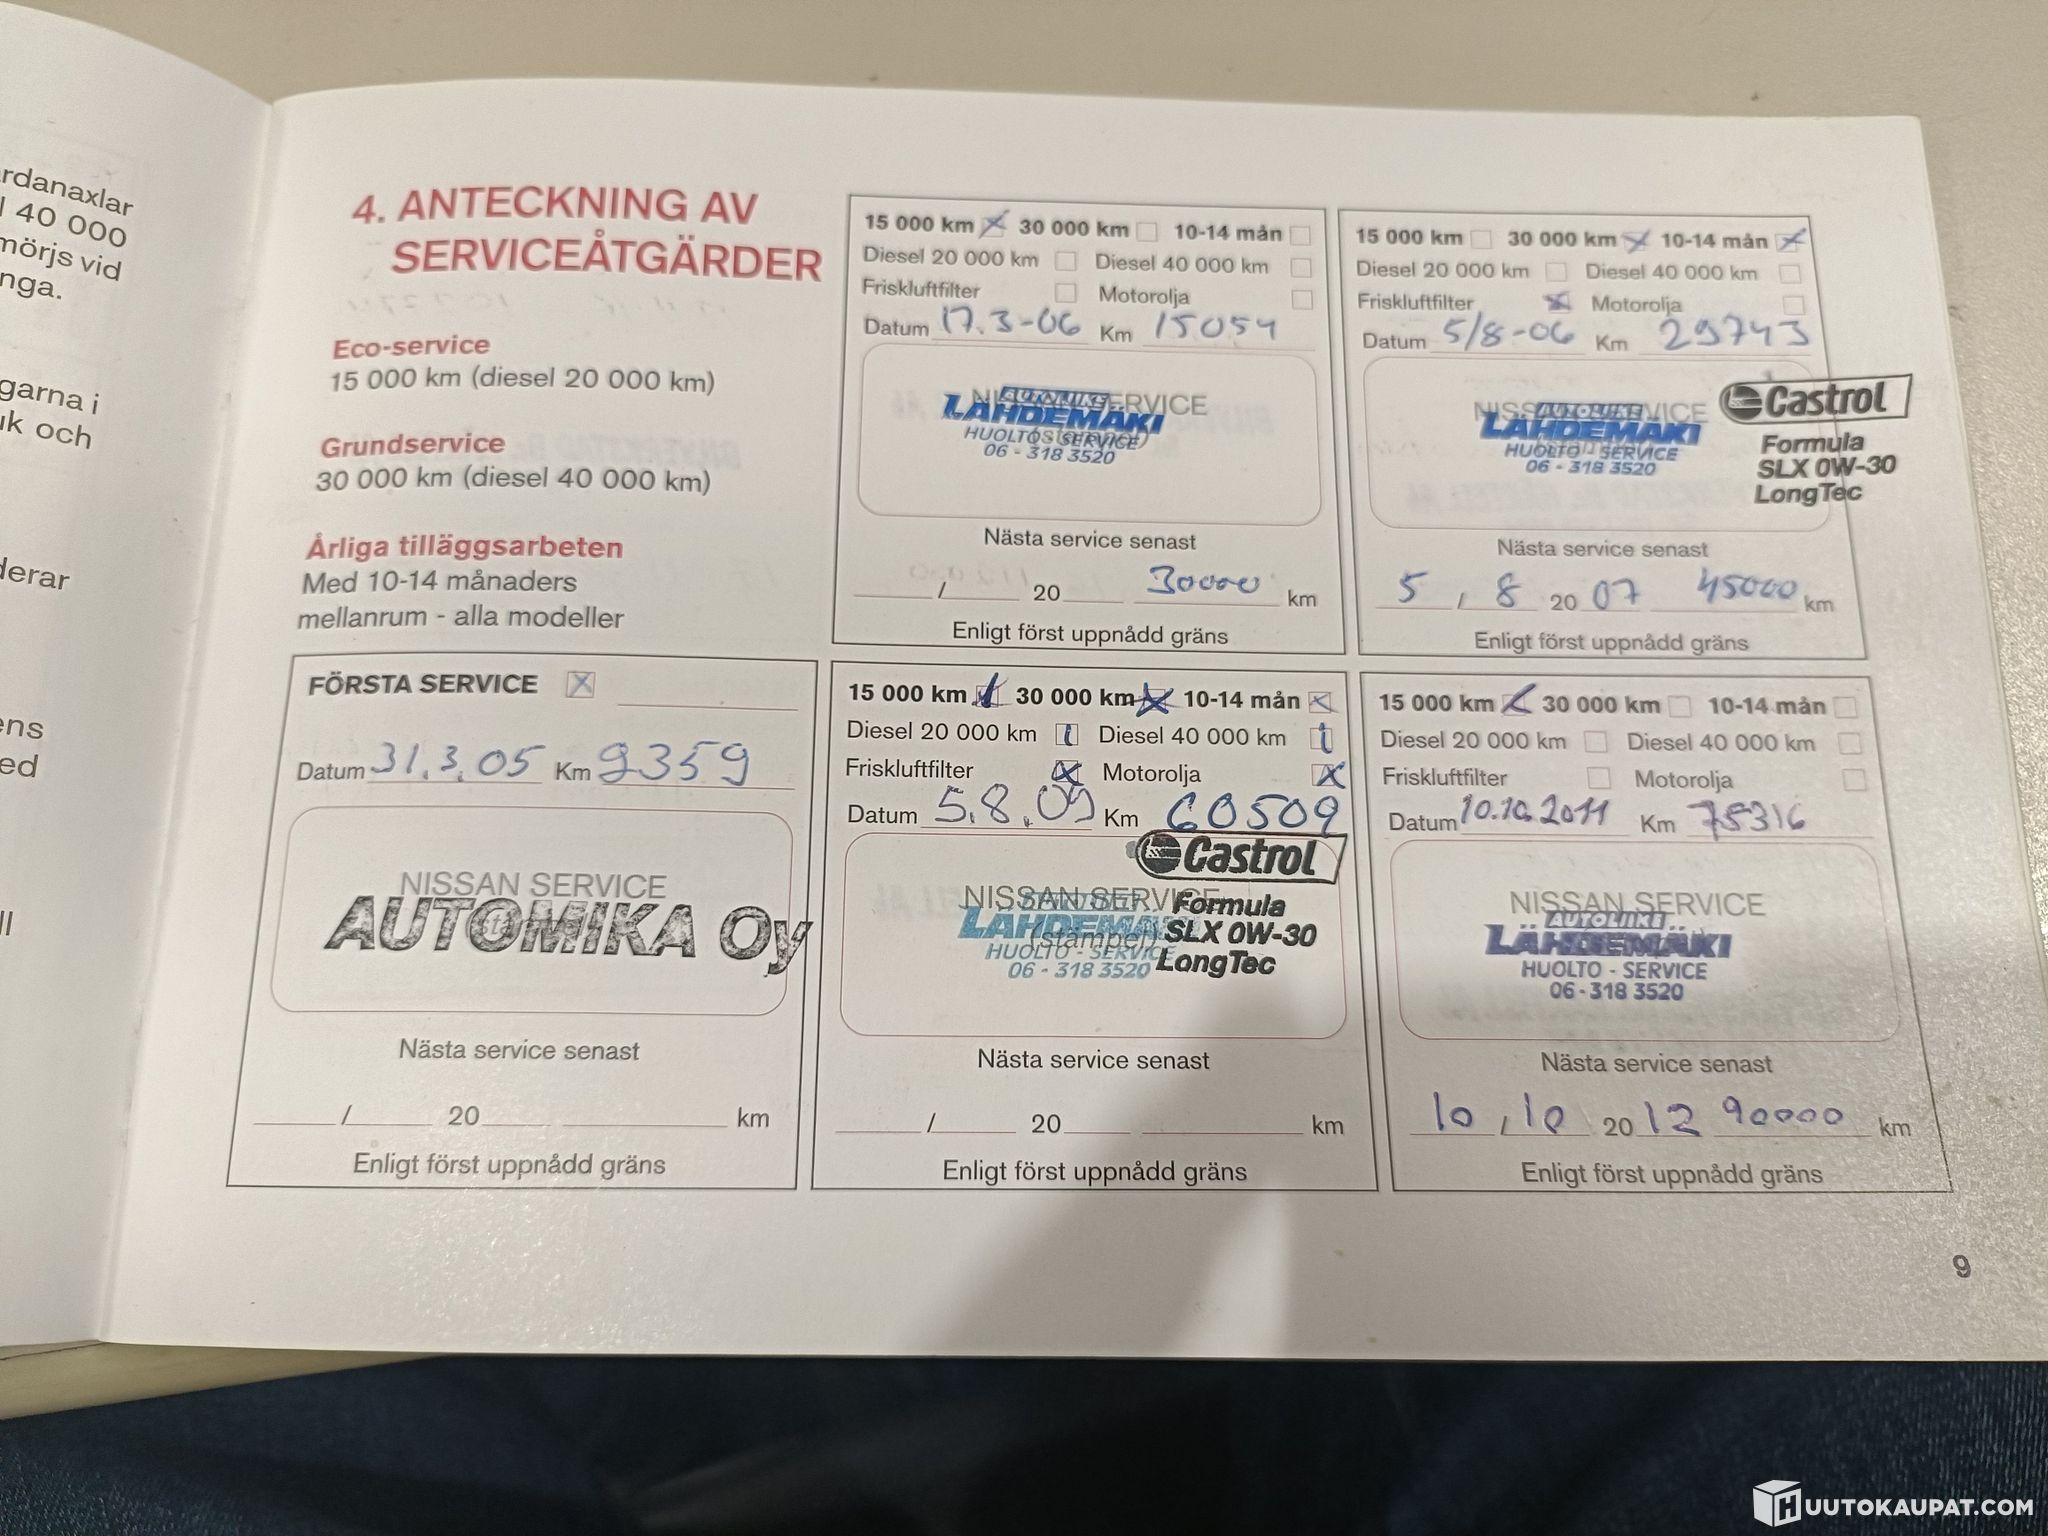 rdanaxlar
l 40 000
mörjs vid
nga.
garna i
uk och
derar
ens
ed
ll
4. ANTECKNING AV
SERVICEÅTGÄRDER
Eco-service
15 000 km (diesel 20 000 km)
Grundservice
30 000 km (diesel 40 000 km)
Årliga tilläggsarbeten
Med 10-14 månaders
mellanrum - alla modeller
15 000 km 30 000 km 10-14 mån
Diesel 20 000 km Diesel 40 000 km
Friskluftfilter Motorolja
Datum 17.3-06 Km 15054
NISSAN SERVICE
AUTOLIIKE
LÄHDEMÄKI
HUOLTO - SERVICE
06 - 318 3520
Nästa service senast
/ 20 30000 km
Enligt först uppnådd gräns
15 000 km 30 000 km 10-14 mån
Diesel 20 000 km Diesel 40 000 km
Friskluftfilter Motorolja
Datum 5/8-06 Km 29743
NISSAN SERVICE
AUTOLIIKE
LÄHDEMÄKI
HUOLTO - SERVICE
06 - 318 3520
Castrol
Formula
SLX 0W-30
LongTec
Nästa service senast
5 / 8 20 07 45000 km
Enligt först uppnådd gräns
FÖRSTA SERVICE
Datum 31.3.05 Km 9359
NISSAN SERVICE
AUTOMIKA Oy
Nästa service senast
/ 20 km
Enligt först uppnådd gräns
15 000 km 30 000 km 10-14 mån
Diesel 20 000 km Diesel 40 000 km
Friskluftfilter Motorolja
Datum 5.8.09 Km 60509
Castrol
Formula
SLX 0W-30
LongTec
NISSAN SERVICE
LÄHDEMÄKI
(stämpel)
HUOLTO - SERVICE
06 - 318 3520
Nästa service senast
/ 20 km
Enligt först uppnådd gräns
15 000 km 30 000 km 10-14 mån
Diesel 20 000 km Diesel 40 000 km
Friskluftfilter Motorolja
Datum 10.10.2011 Km 75316
NISSAN SERVICE
AUTOLIIKE
LÄHDEMÄKI
HUOLTO - SERVICE
06 - 318 3520
Nästa service senast
10 / 10 20 12 90000 km
Enligt först uppnådd gräns
9
HUUTOKAUPAT.COM